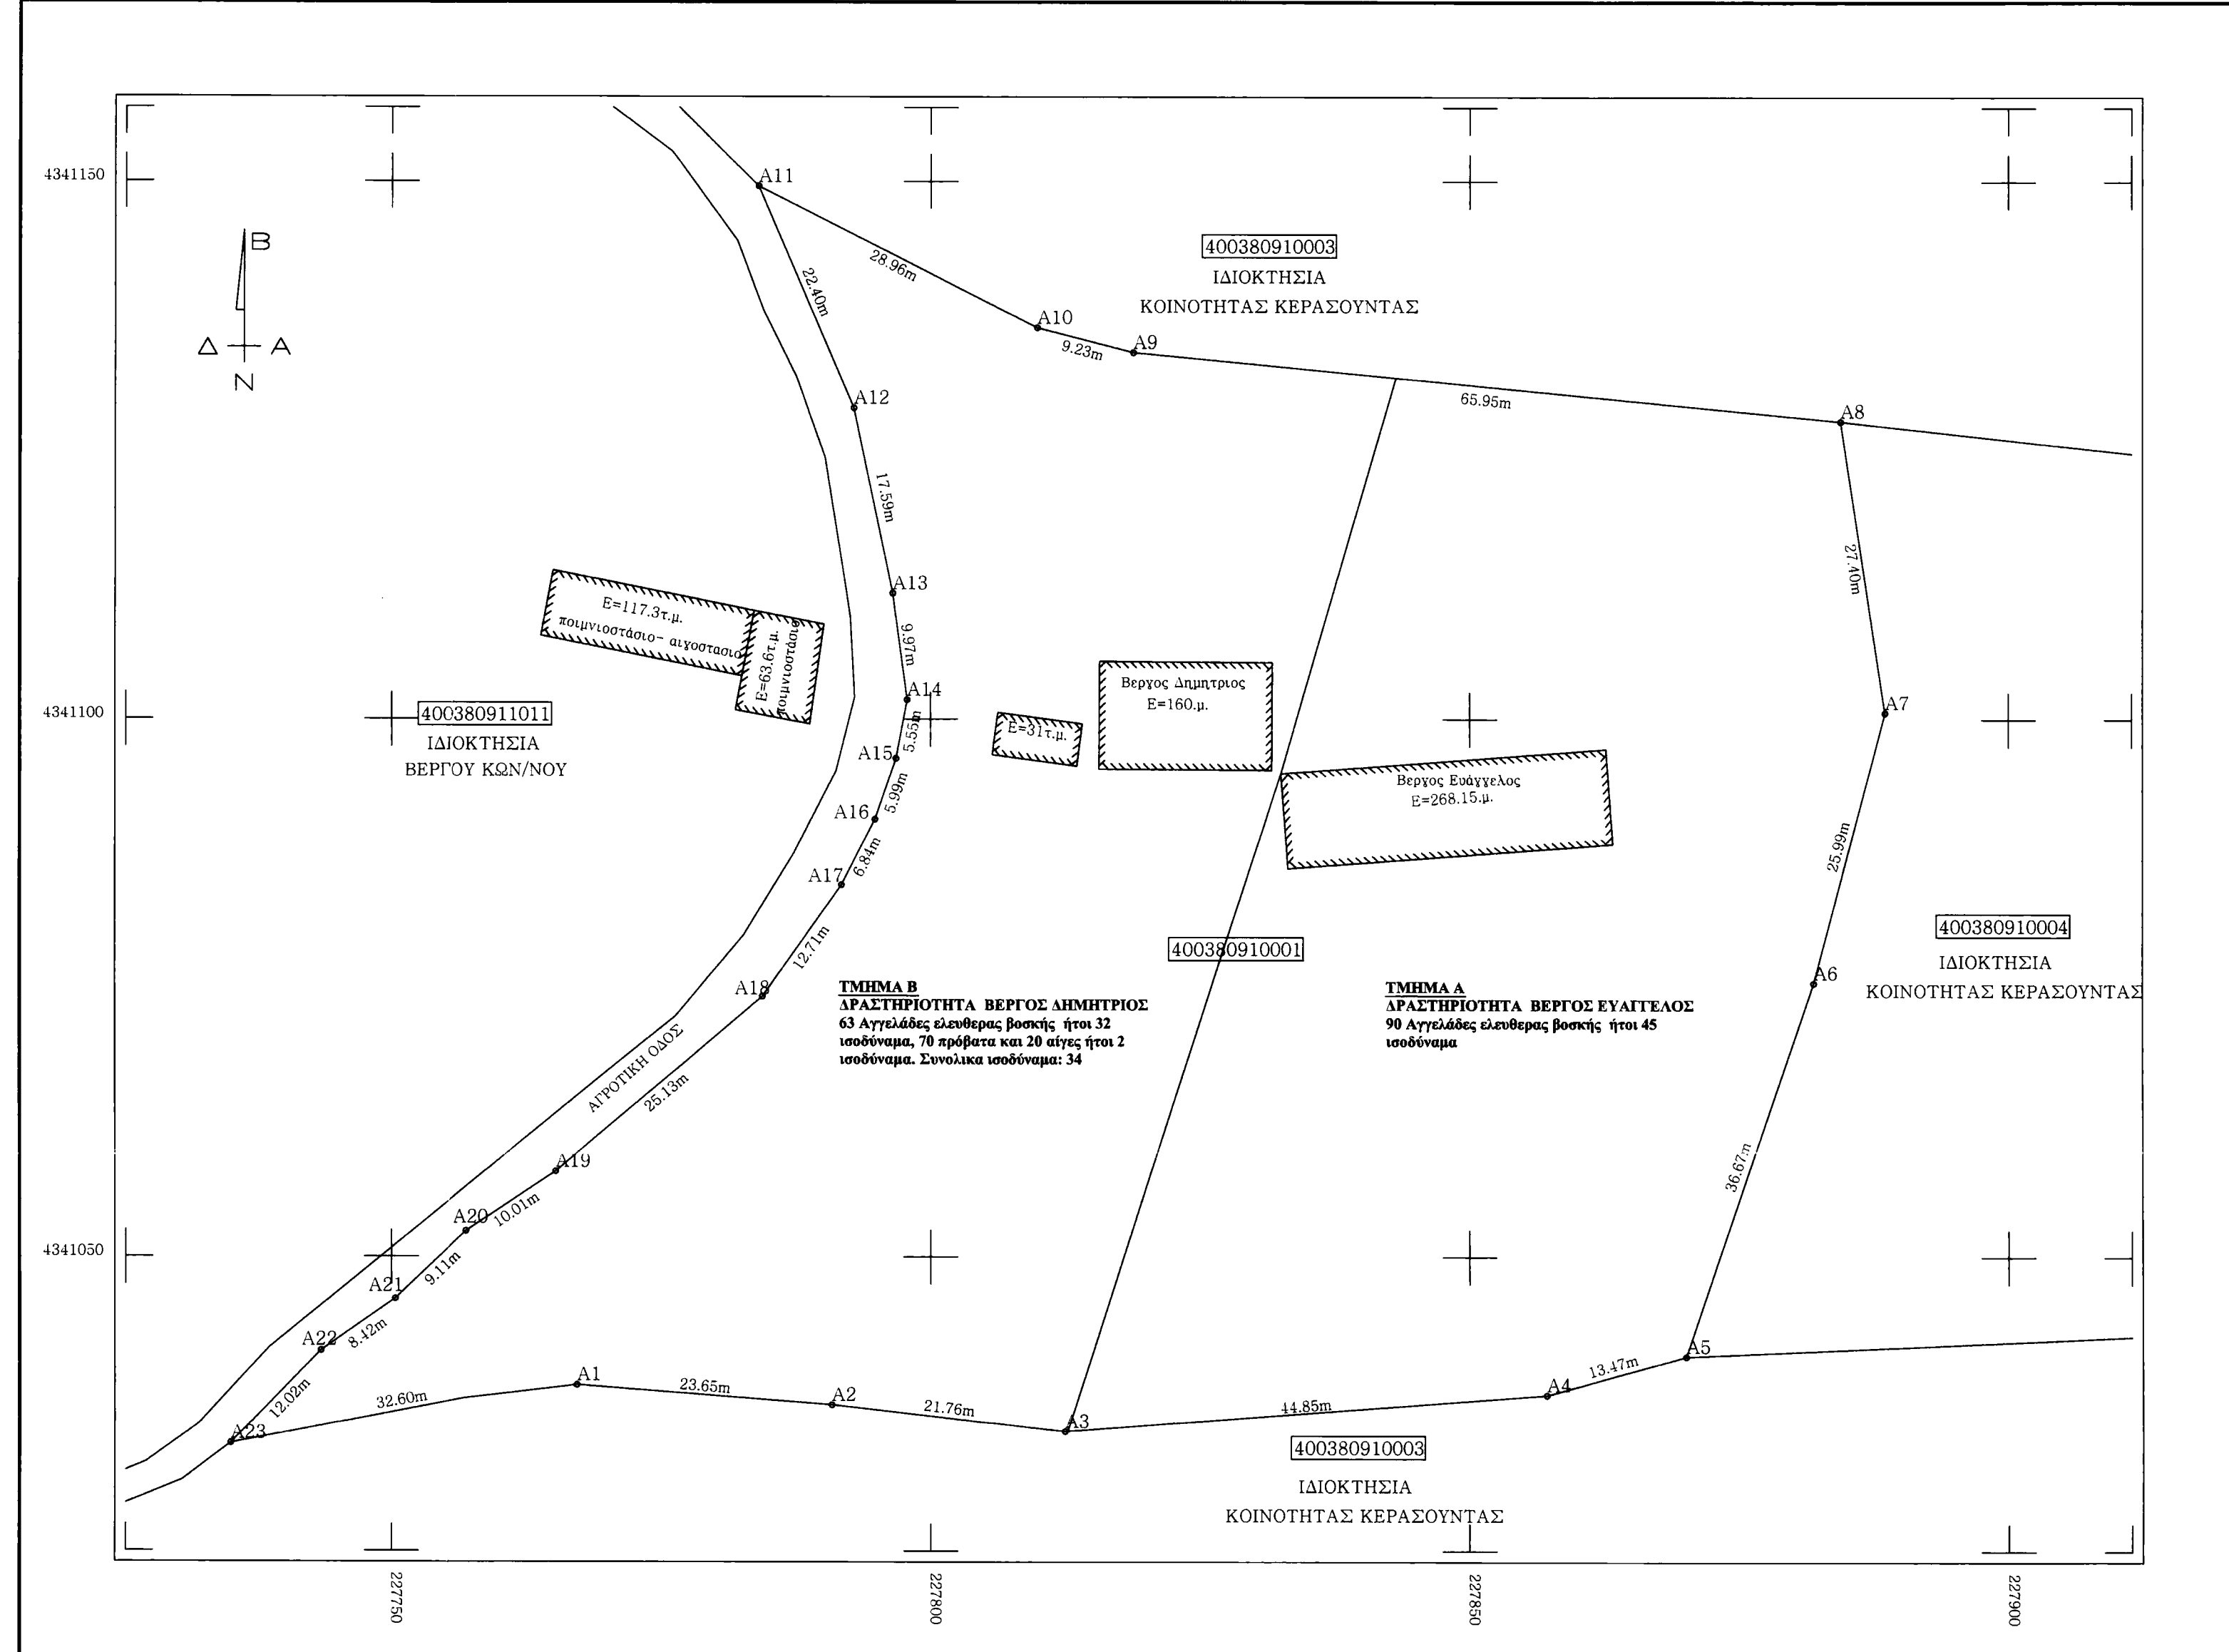 4341150
A11
B
400380910003
ΙΔΙΟΚΤΗΣΙΑ
ΚΟΙΝΟΤΗΤΑΣ ΚΕΡΑΣΟΥΝΤΑΣ
28.96m
22.40m
A10
9.23m
A9
Δ A
N
A12
65.95m
A8
17.59m
27.40m
A13
E=117.3τ.μ.
ποιμνιοστάσιο- αιγοστασιο
E=63.6τ.μ.
ποιμνιοστάσιο
9.97m
A14
Βεργος Δημητριος
E=160.μ.
A7
4341100
400380911011
ΙΔΙΟΚΤΗΣΙΑ
ΒΕΡΓΟΥ ΚΩΝ/ΝΟΥ
5.55m
E=31τ.μ.
A15
5.99m
Βεργος Ευάγγελος
E=268.15.μ.
A16
6.84m
25.99m
A17
12.71m
400380910001
400380910004
ΙΔΙΟΚΤΗΣΙΑ
ΚΟΙΝΟΤΗΤΑΣ ΚΕΡΑΣΟΥΝΤΑΣ
A6
A18
ΤΜΗΜΑ Β
ΔΡΑΣΤΗΡΙΟΤΗΤΑ ΒΕΡΓΟΣ ΔΗΜΗΤΡΙΟΣ
63 Αγγελάδες ελευθερας βοσκής ήτοι 32
ισοδύναμα, 70 πρόβατα και 20 αίγες ήτοι 2
ισοδύναμα. Συνολικα ισοδύναμα: 34
ΤΜΗΜΑ Α
ΔΡΑΣΤΗΡΙΟΤΗΤΑ ΒΕΡΓΟΣ ΕΥΑΓΓΕΛΟΣ
90 Αγγελάδες ελευθερας βοσκής ήτοι 45
ισοδύναμα
ΑΓΡΟΤΙΚΗ ΟΔΟΣ
25.13m
36.67m
A19
10.01m
A20
4341050
9.11m
A21
8.42m
A22
12.02m
A23
32.60m
A1
23.65m
A2
21.76m
A3
44.85m
A4
13.47m
A5
400380910003
ΙΔΙΟΚΤΗΣΙΑ
ΚΟΙΝΟΤΗΤΑΣ ΚΕΡΑΣΟΥΝΤΑΣ
227750
227800
227850
227900